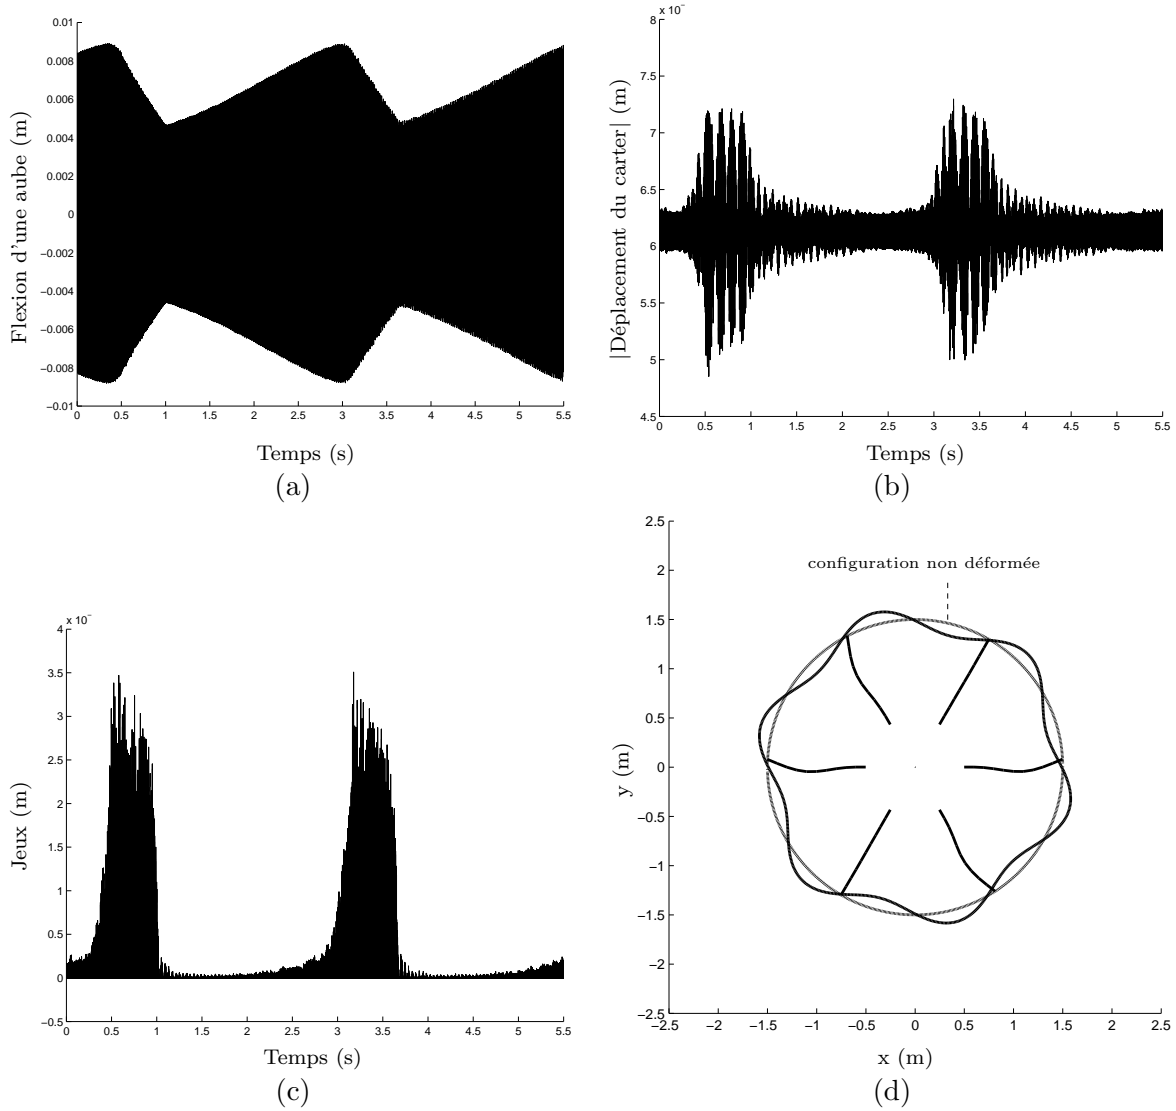 0.01
0.008
0.006
0.004
0.002
0
−0.002
−0.004
−0.006
−0.008
−0.01
0 0.5 1 1.5 2 2.5 3 3.5 4 4.5 5 5.5
Flexion d'une aube (m)
Temps (s)
(a)
x 10−
8
7.5
7
6.5
6
5.5
5
4.5
0 0.5 1 1.5 2 2.5 3 3.5 4 4.5 5 5.5
|Déplacement du carter| (m)
Temps (s)
(b)
x 10−
4
3.5
3
2.5
2
1.5
1
0.5
0
−0.5
0 0.5 1 1.5 2 2.5 3 3.5 4 4.5 5 5.5
Jeux (m)
Temps (s)
(c)
2.5
2
1.5
1
0.5
0
−0.5
−1
−1.5
−2
−2.5
−2.5 −2 −1.5 −1 −0.5 0 0.5 1 1.5 2 2.5
configuration non déformée
y (m)
x (m)
(d)